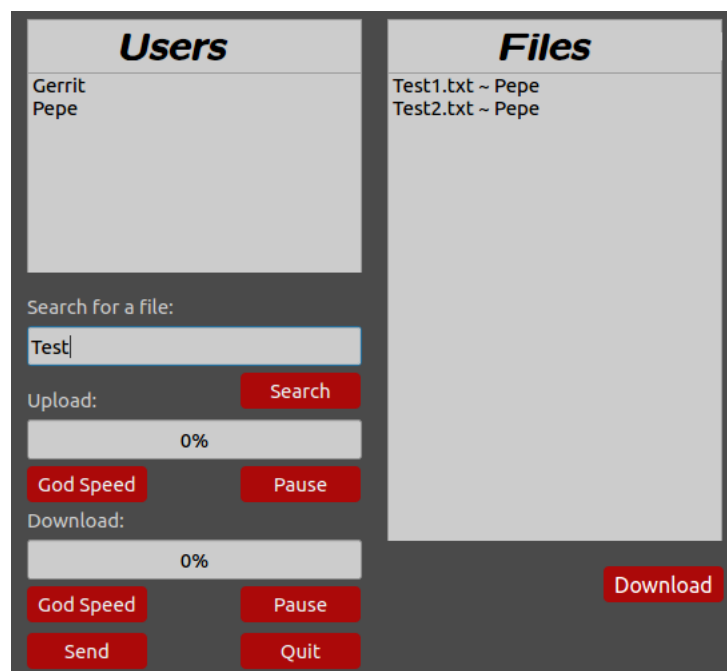 Users
Gerrit
Pepe
Search for a file:
Test
Search
Upload:
0%
God Speed
Pause
Download:
0%
God Speed
Pause
Send
Quit
Files
Test1.txt ~ Pepe
Test2.txt ~ Pepe
Download